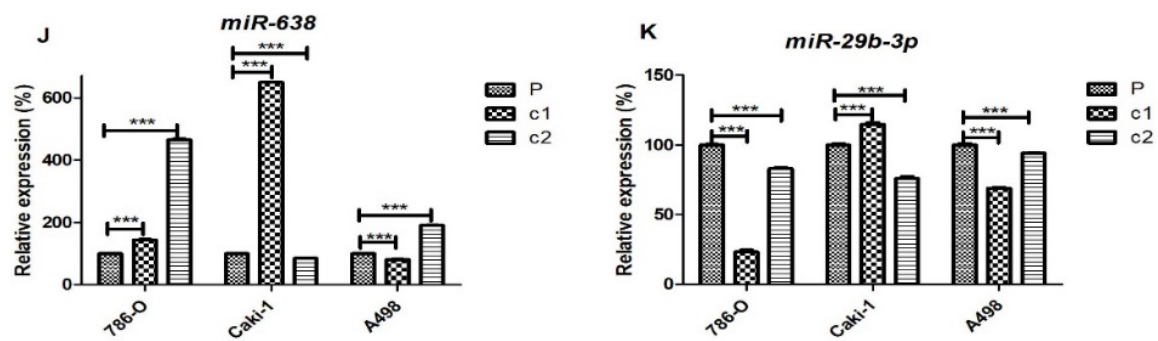 J
miR-638
Relative expression (%)
600
400
200
0
***
***
***
***
***
***
786-O
Caki-1
A498
P
c1
c2
K
miR-29b-3p
Relative expression (%)
150
100
50
0
***
***
***
***
***
***
786-O
Caki-1
A498
P
c1
c2